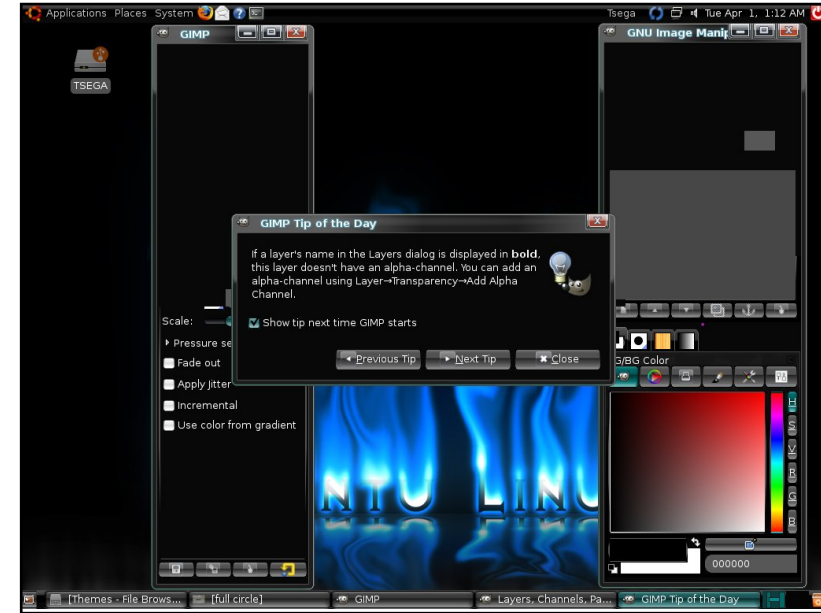 Applications Places System
Tsega
Tue Apr 1, 1:12 AM
TSEGA
GIMP
GNU Image Manip
GIMP Tip of the Day
If a layer's name in the Layers dialog is displayed in bold,
this layer doesn't have an alpha-channel. You can add an
alpha-channel using Layer→Transparency→Add Alpha
Channel.
Show tip next time GIMP starts
Previous Tip
Next Tip
Close
Scale:
Pressure se
Fade out
Apply Jitter
Incremental
Use color from gradient
G/BG Color
H
S
V
R
G
B
000000
NTU LINU
[Themes - File Brows...
[full circle]
GIMP
Layers, Channels, Pa...
GIMP Tip of the Day